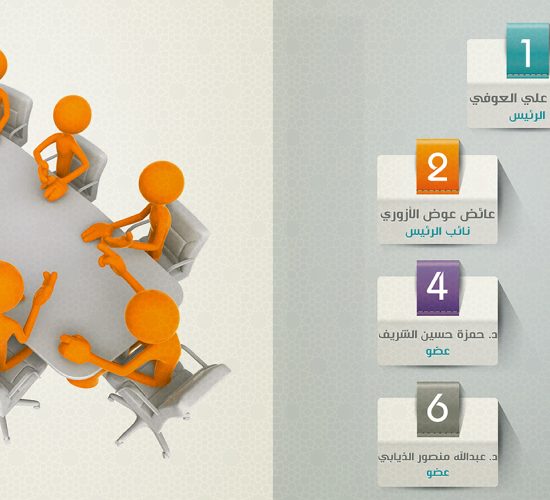 1
علي العوفي
الرئيس
2
عائض عوض الأزوري
نائب الرئيس
4
د. حمزة حسين الشريف
عضو
6
د. عبدالله منصور الذيابي
عضو